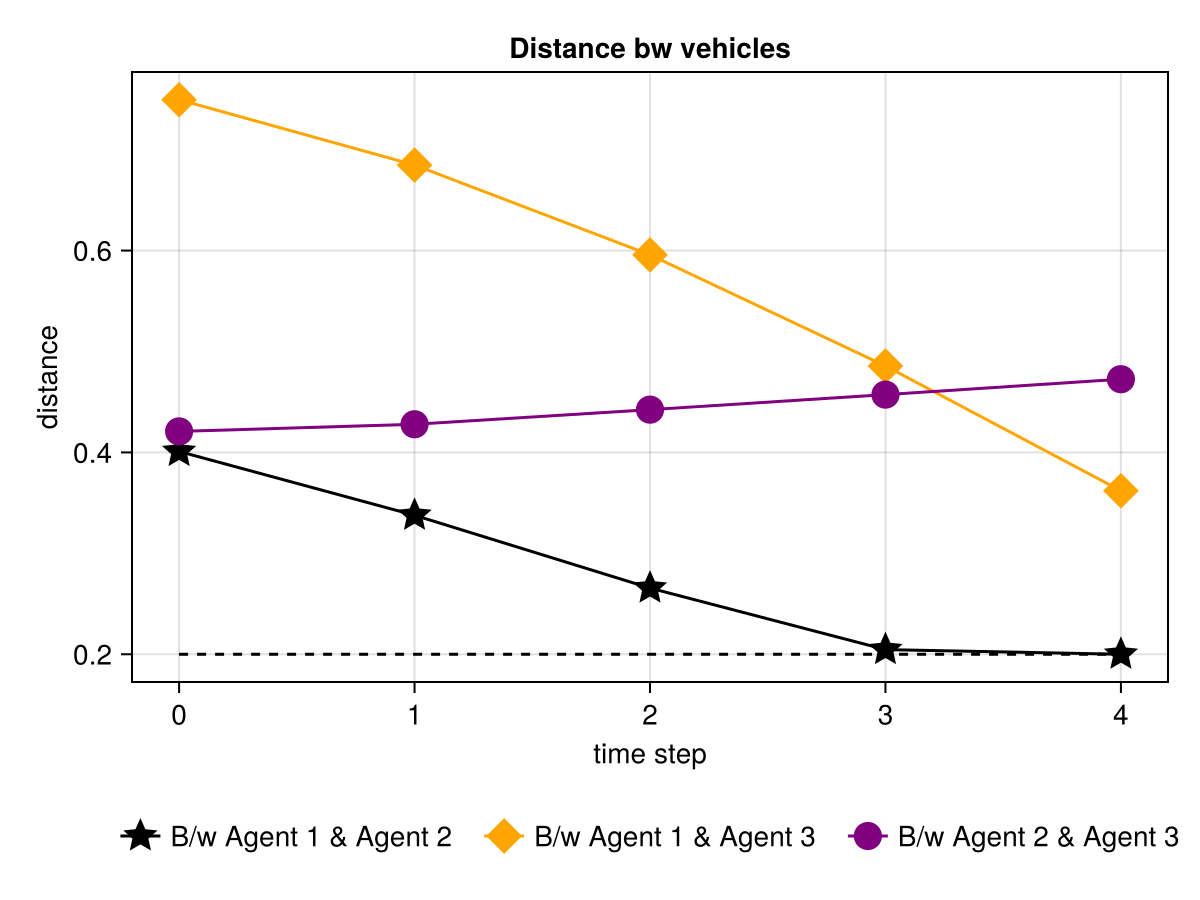 Distance bw vehicles
distance
0.6
0.4
0.2
0 1 2 3 4
time step
B/w Agent 1 & Agent 2 B/w Agent 1 & Agent 3 B/w Agent 2 & Agent 3